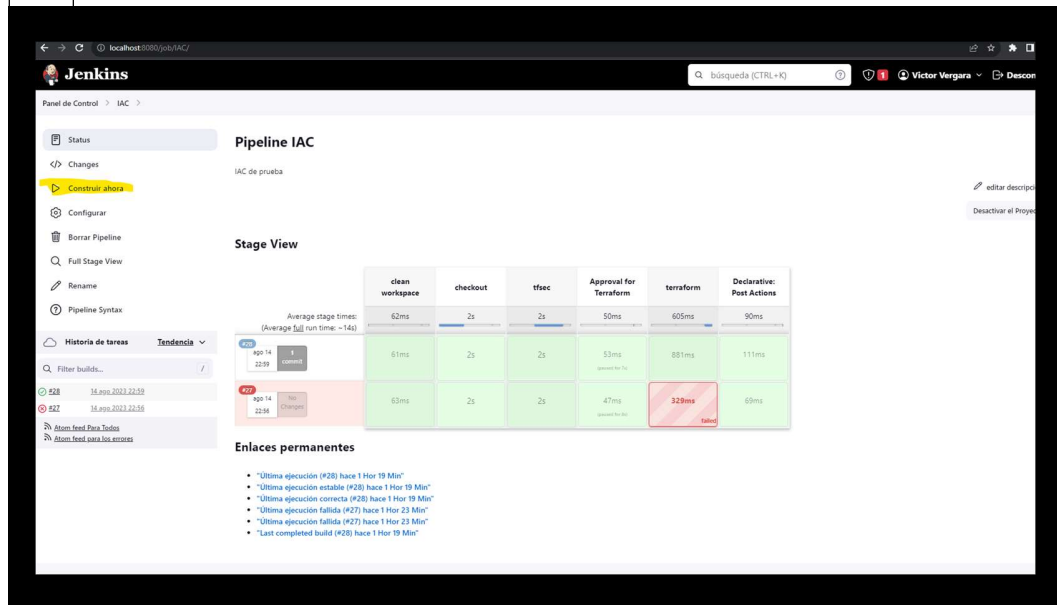 localhost:8080/job/IAC/
Jenkins
búsqueda (CTRL+K)
1
Victor Vergara
Descon
Panel de Control > IAC >
Status
Changes
Construir ahora
Configurar
Borrar Pipeline
Full Stage View
Rename
Pipeline Syntax
Historia de tareas Tendencia
Filter builds... /
#28 14 ago 2023 22:59
#27 14 ago 2023 22:56
Atom feed Para Todos
Atom feed para los errores
Pipeline IAC
IAC de prueba
editar descripci
Desactivar el Proyec
Stage View
clean workspace
checkout
tfsec
Approval for Terraform
terraform
Declarative: Post Actions
Average stage times: 62ms 2s 2s 50ms 605ms 90ms
(Average full run time: ~14s)
#28
ago 14 22:59
1 commit
61ms 2s 2s 53ms 881ms 111ms
#27
ago 14 22:56
No Changes
63ms 2s 2s 47ms 329ms 69ms
failed
Enlaces permanentes
"Última ejecución (#28) hace 1 Hor 19 Min"
"Última ejecución estable (#28) hace 1 Hor 19 Min"
"Última ejecución correcta (#28) hace 1 Hor 19 Min"
"Última ejecución fallida (#27) hace 1 Hor 23 Min"
"Última ejecución fallida (#27) hace 1 Hor 23 Min"
"Last completed build (#28) hace 1 Hor 19 Min"